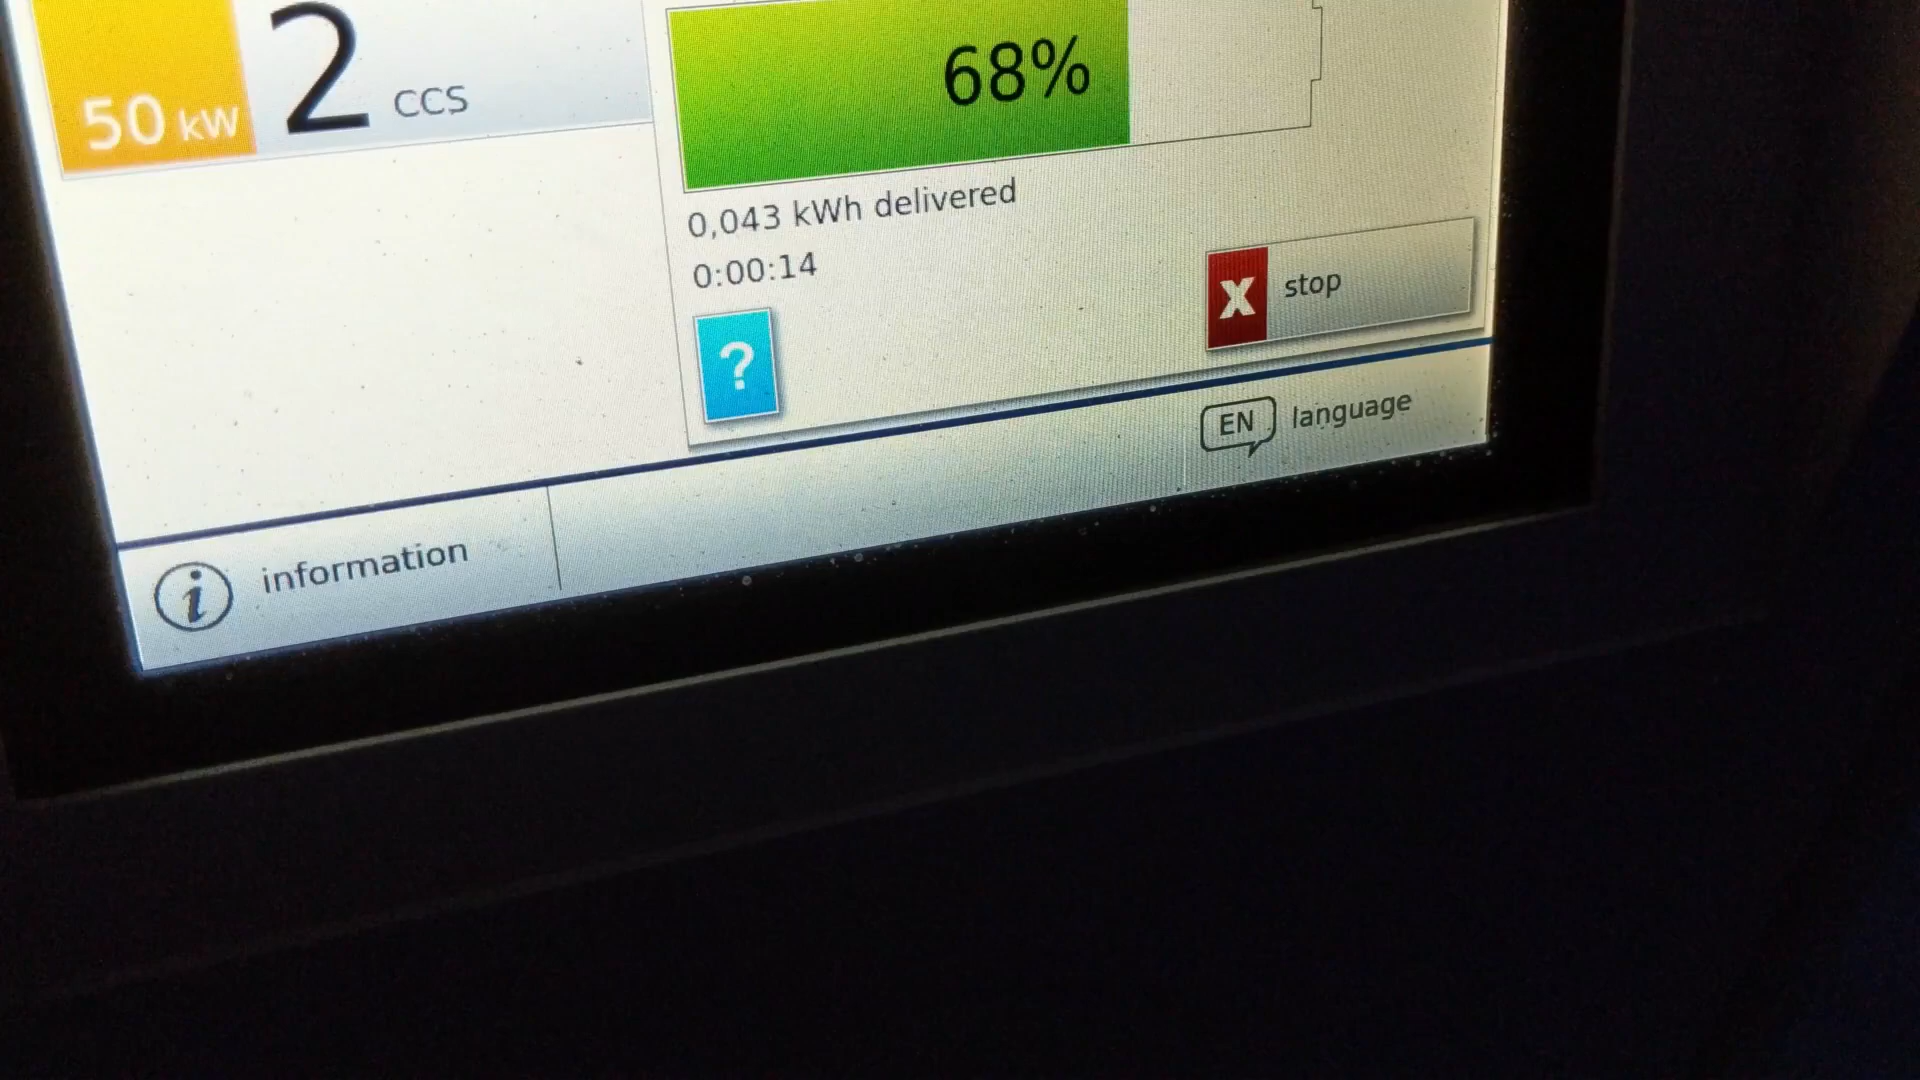 50 kW
2 CCS
68%
0,043 kWh delivered
0:00:14
?
X stop
EN language
i information